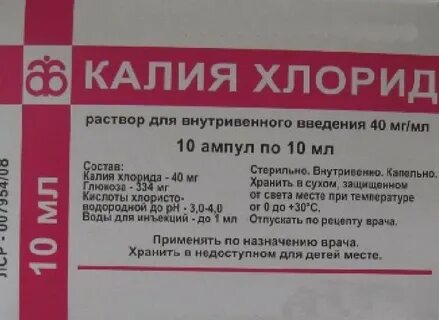 КАЛИЯ ХЛОРИД
раствор для внутривенного введения 40 мг/мл
10 ампул по 10 мл
Состав:
Калия хлорида - 40 мг
Глюкоза - 334 мг
Кислоты хлористо-
водородной до pH - 3,0-4,0
Воды для инъекций - до 1 мл
Стерильно. Внутривенно. Капельно.
Хранить в сухом, защищенном
от света месте при температуре
от 0 до +30°С.
Отпускать по рецепту врача.
Применять по назначению врача.
Хранить в недоступном для детей месте.
10 мл
ЛСР - 007954/08